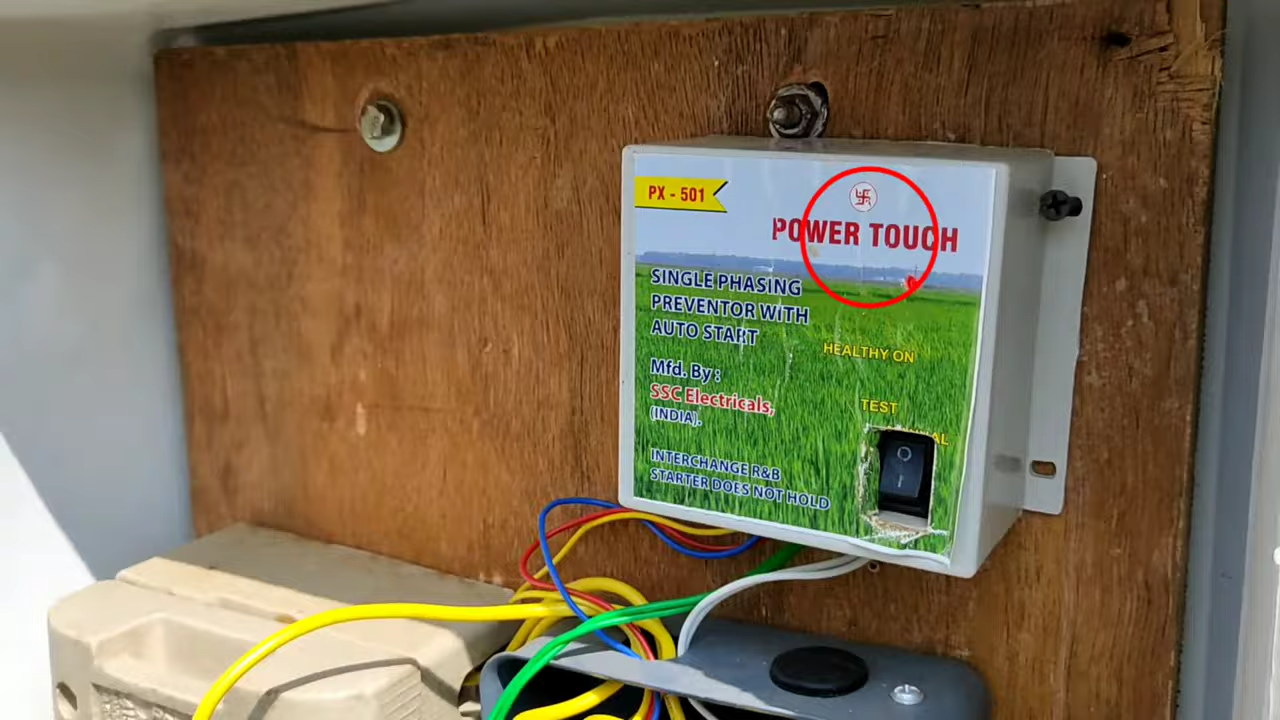 PX - 501
POWER TOUCH
SINGLE PHASING
PREVENTOR WITH
AUTO START
HEALTHY ON
Mfd. By :
SSC Electricals,
(INDIA).
TEST
INTERCHANGE R&B
STARTER DOES NOT HOLD